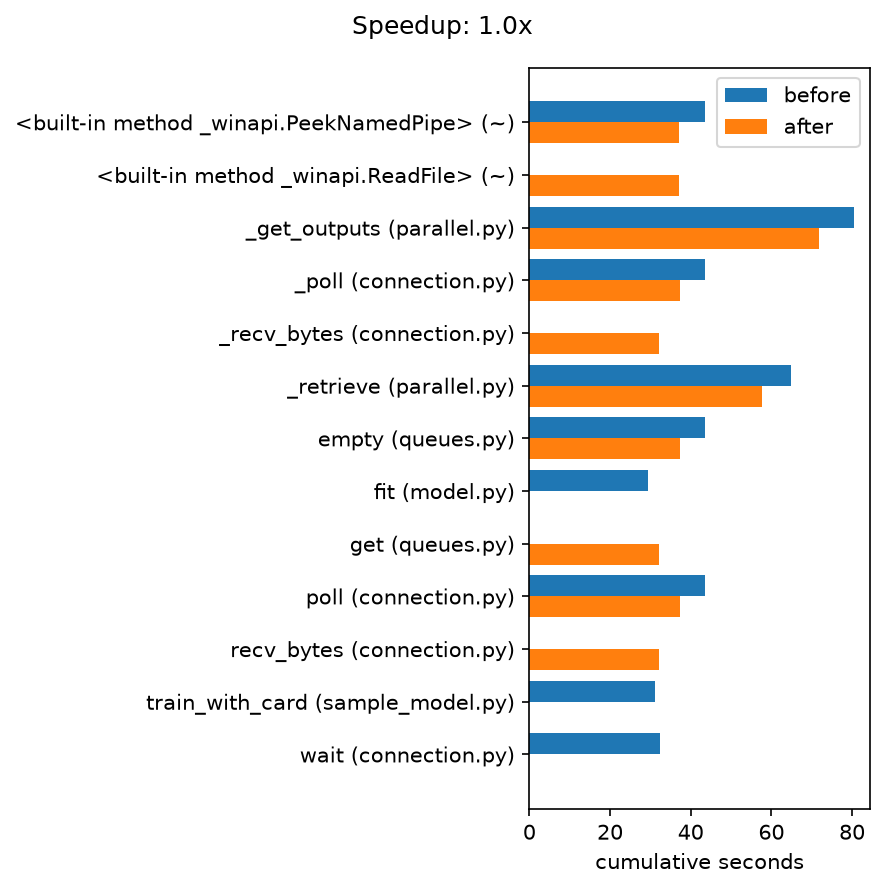 Speedup: 1.0x
before
after
<built-in method _winapi.PeekNamedPipe> (~)
<built-in method _winapi.ReadFile> (~)
_get_outputs (parallel.py)
_poll (connection.py)
_recv_bytes (connection.py)
_retrieve (parallel.py)
empty (queues.py)
fit (model.py)
get (queues.py)
poll (connection.py)
recv_bytes (connection.py)
train_with_card (sample_model.py)
wait (connection.py)
0 20 40 60 80
cumulative seconds